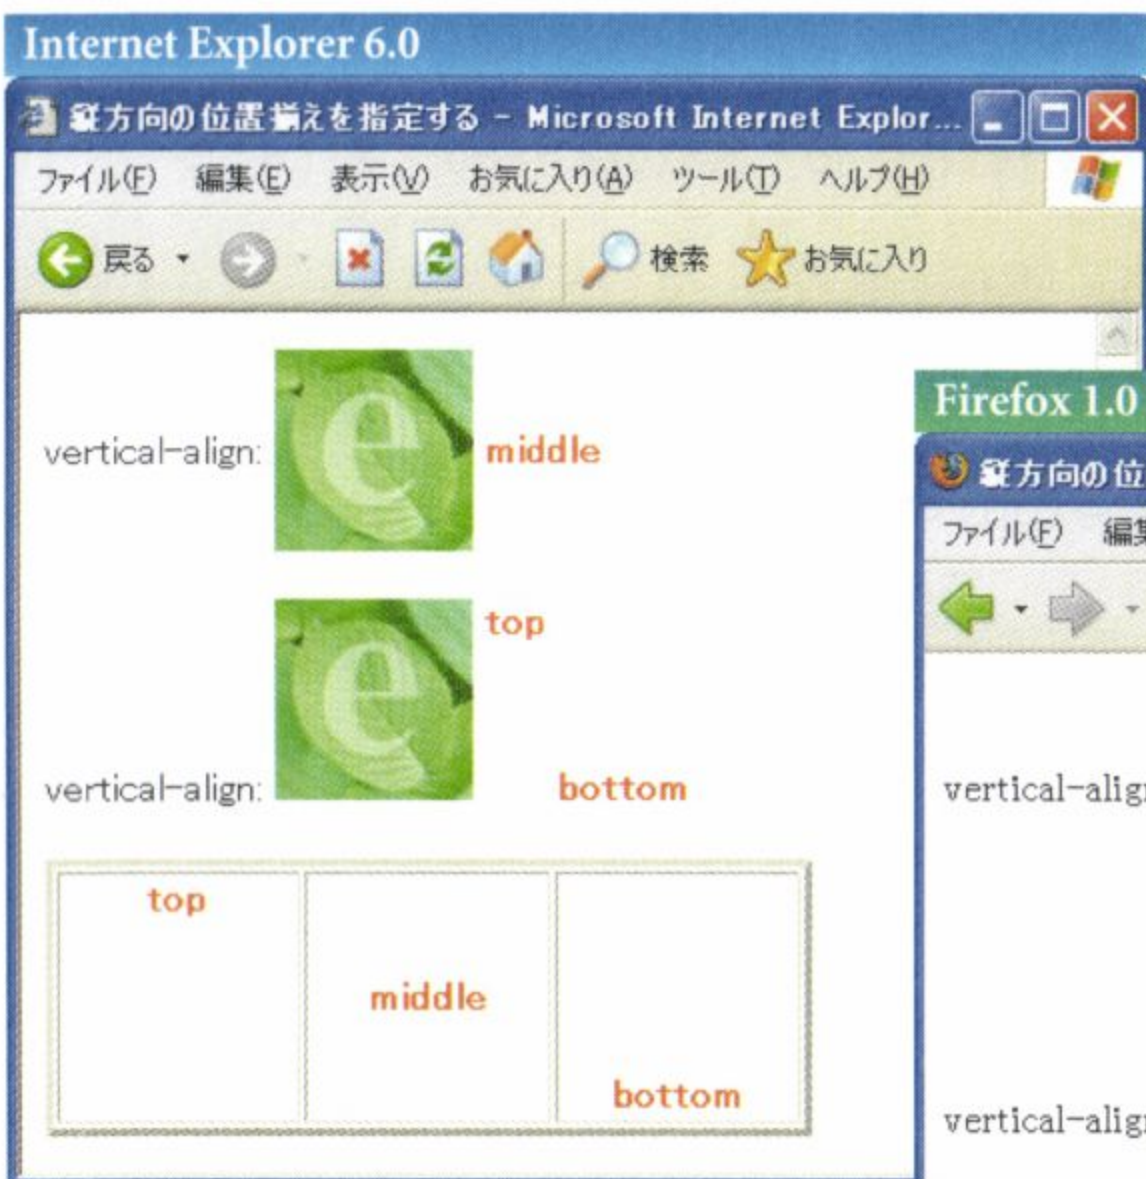 Internet Explorer 6.0
縦方向の位置揃えを指定する - Microsoft Internet Explor...
ファイル(F) 編集(E) 表示(V) お気に入り(A) ツール(T) ヘルプ(H)
戻る 検索 お気に入り
vertical-align: e middle
e top
vertical-align: bottom
top
middle
bottom
Firefox 1.0
縦方向の位
ファイル(F) 編集
vertical-align
vertical-align